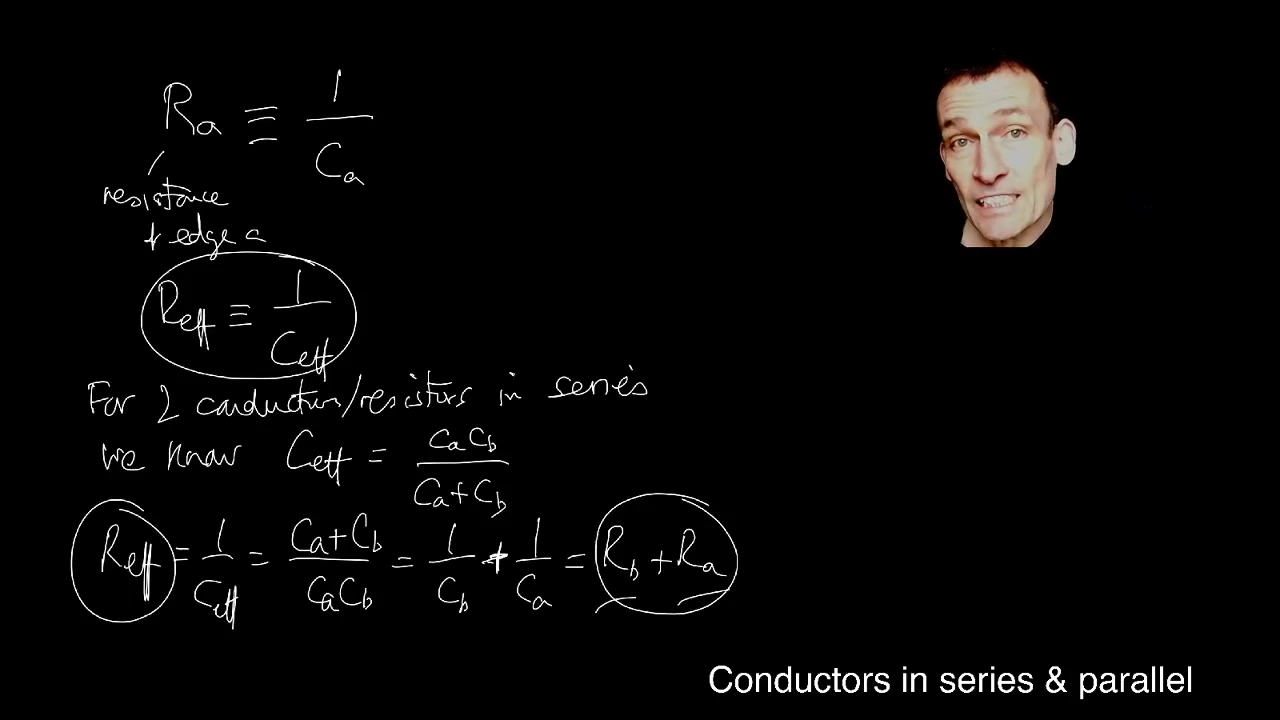 Ra ≡ 1/Ca
resistance
of edge a
Reff ≡ 1/Ceff
For 2 conductors/resistors in series
we know Ceff = CaCb/(Ca+Cb)
Reff = 1/Ceff = (Ca+Cb)/(CaCb) = 1/Cb + 1/Ca = Rb + Ra
Conductors in series & parallel